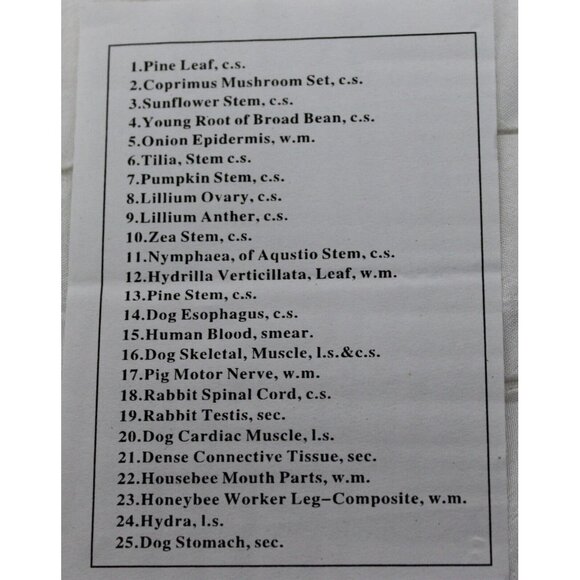 1.Pine Leaf, c.s.
2.Coprimus Mushroom Set, c.s.
3.Sunflower Stem, c.s.
4.Young Root of Broad Bean, c.s.
5.Onion Epidermis, w.m.
6.Tilia, Stem c.s.
7.Pumpkin Stem, c.s.
8.Lillium Ovary, c.s.
9.Lillium Anther, c.s.
10.Zea Stem, c.s.
11.Nymphaea, of Aqustio Stem, c.s.
12.Hydrilla Verticillata, Leaf, w.m.
13.Pine Stem, c.s.
14.Dog Esophagus, c.s.
15.Human Blood, smear.
16.Dog Skeletal, Muscle, l.s.&c.s.
17.Pig Motor Nerve, w.m.
18.Rabbit Spinal Cord, c.s.
19.Rabbit Testis, sec.
20.Dog Cardiac Muscle, l.s.
21.Dense Connective Tissue, sec.
22.Housebee Mouth Parts, w.m.
23.Honeybee Worker Leg-Composite, w.m.
24.Hydra, l.s.
25.Dog Stomach, sec.